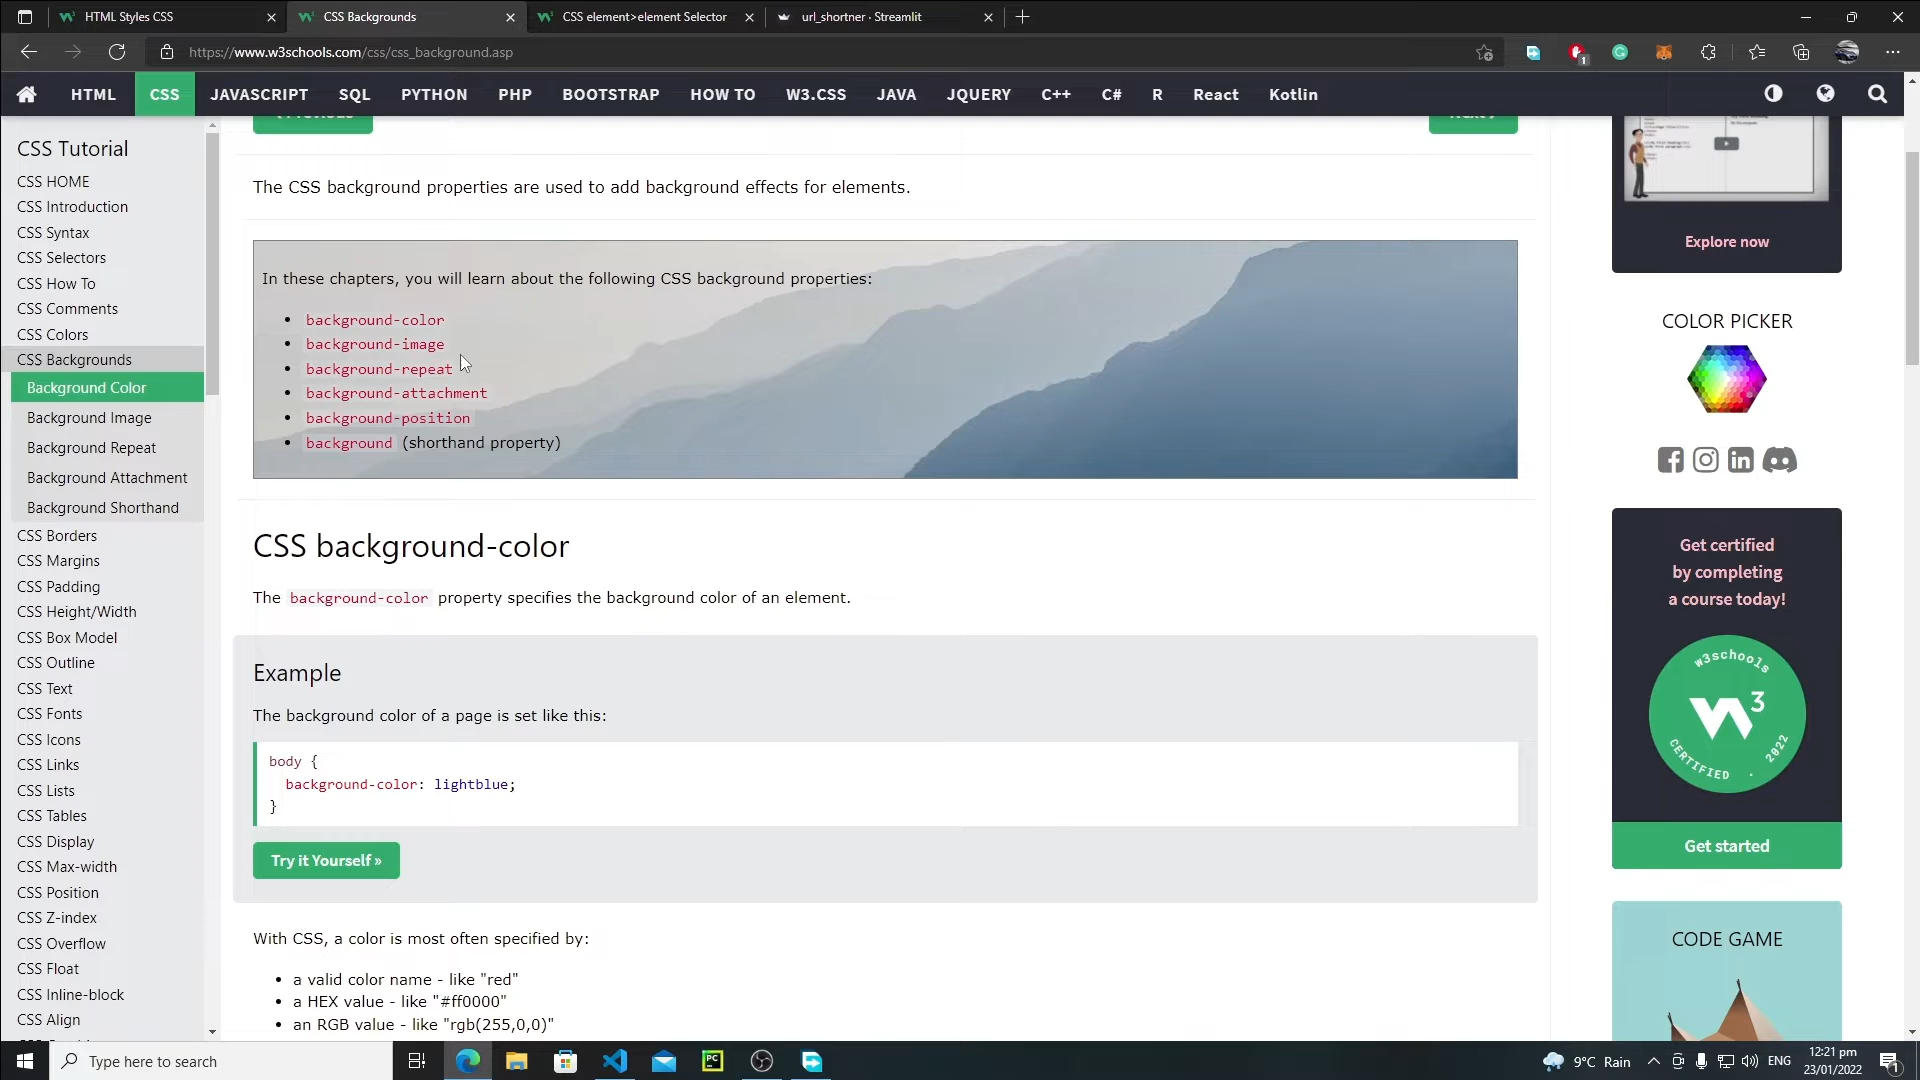 HTML Styles CSS
CSS Backgrounds
CSS element>element Selector
url_shortner · Streamlit
https://www.w3schools.com/css/css_background.asp
1
HTML
CSS
JAVASCRIPT
SQL
PYTHON
PHP
BOOTSTRAP
HOW TO
W3.CSS
JAVA
JQUERY
C++
C#
R
React
Kotlin
CSS Tutorial
CSS HOME
CSS Introduction
CSS Syntax
CSS Selectors
CSS How To
CSS Comments
CSS Colors
CSS Backgrounds
Background Color
Background Image
Background Repeat
Background Attachment
Background Shorthand
CSS Borders
CSS Margins
CSS Padding
CSS Height/Width
CSS Box Model
CSS Outline
CSS Text
CSS Fonts
CSS Icons
CSS Links
CSS Lists
CSS Tables
CSS Display
CSS Max-width
CSS Position
CSS Z-index
CSS Overflow
CSS Float
CSS Inline-block
CSS Align
The CSS background properties are used to add background effects for elements.
In these chapters, you will learn about the following CSS background properties:
background-color
background-image
background-repeat
background-attachment
background-position
background (shorthand property)
CSS background-color
The background-color property specifies the background color of an element.
Example
The background color of a page is set like this:
body {
background-color: lightblue;
}
Try it Yourself »
With CSS, a color is most often specified by:
a valid color name - like "red"
a HEX value - like "#ff0000"
an RGB value - like "rgb(255,0,0)"
Explore now
COLOR PICKER
Get certified
by completing
a course today!
w3schools
3
CERTIFIED . 2022
Get started
CODE GAME
Type here to search
PC
9°C Rain
ENG
12:21 pm
23/01/2022
1